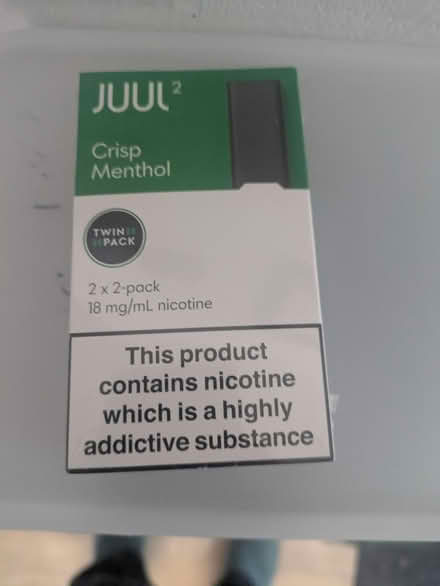 JUUL2
Crisp
Menthol
TWIN
PACK
2 x 2-pack
18 mg/mL nicotine
This product
contains nicotine
which is a highly
addictive substance